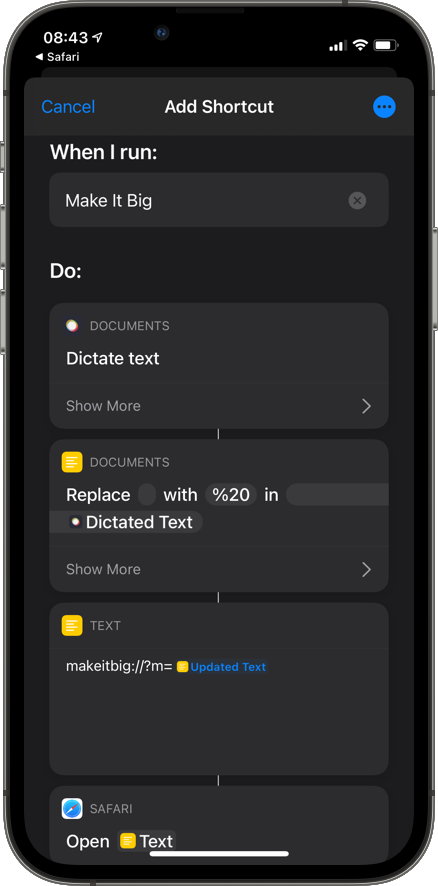 08:43
Safari
Cancel Add Shortcut
When I run:
Make It Big
Do:
DOCUMENTS
Dictate text
Show More
DOCUMENTS
Replace with %20 in
Dictated Text
Show More
TEXT
makeitbig://?m= Updated Text
SAFARI
Open Text